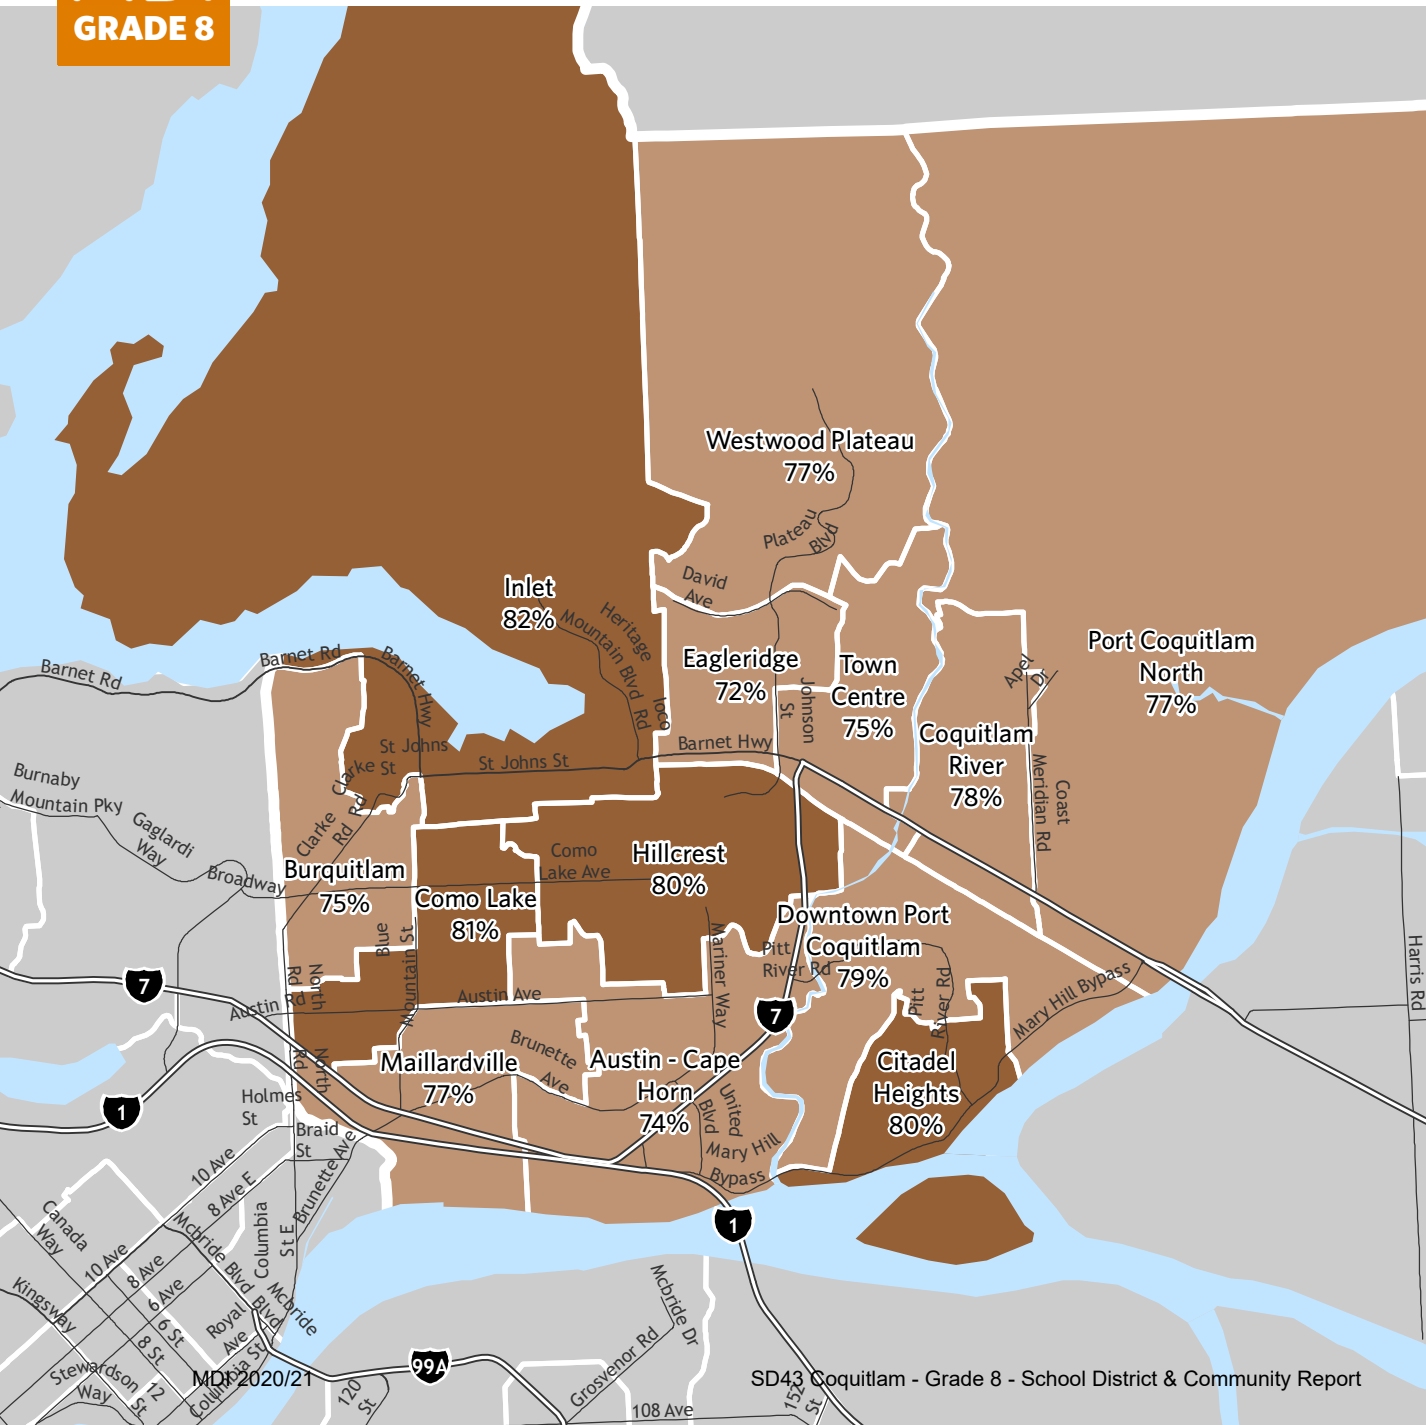 GRADE 8
Westwood Plateau
77%
Plateau
Blvd
David
Ave
Inlet
82%
Heritage
Mountain Blvd
Ioco
Rd
Eagleridge
72%
Town
Centre
75%
Johnson
St
Port Coquitlam
North
77%
Apel
Dr
Coquitlam
River
78%
Coast
Meridian Rd
Barnet Rd
Barnet Rd
Barnet Hwy
Barnet Hwy
St Johns
St
St Johns St
Clarke
Rd
Clarke
Rd
Burnaby
Mountain Pky
Gaglardi
Way
Broadway
Burquitlam
75%
Como Lake
81%
Como
Lake Ave
Hillcrest
80%
Downtown Port
Coquitlam
79%
Pitt
River Rd
Pitt
River Rd
Mary Hill Bypass
Harris Rd
Blue
Mountain St
Mariner Way
North
Rd
Austin Rd
Austin Ave
7
7
Maillardville
77%
Brunette
Ave
Austin - Cape
Horn
74%
Citadel
Heights
80%
United
Blvd
Mary Hill
Bypass
North
Rd
1
1
Holmes
St
Braid
St
Brunette Ave
10 Ave
8 Ave E
Columbia
St E
Canada
Way
Mcbride Blvd
Mcbride
Blvd
10 Ave
8 Ave
6 Ave
6 St
8 St
Royal
Ave
Columbia St
Kingsway
Stewardson
Way
12
St
99A
120
St
Grosvenor Rd
Mcbride Dr
108 Ave
152
St
MDI 2020/21
SD43 Coquitlam - Grade 8 - School District & Community Report